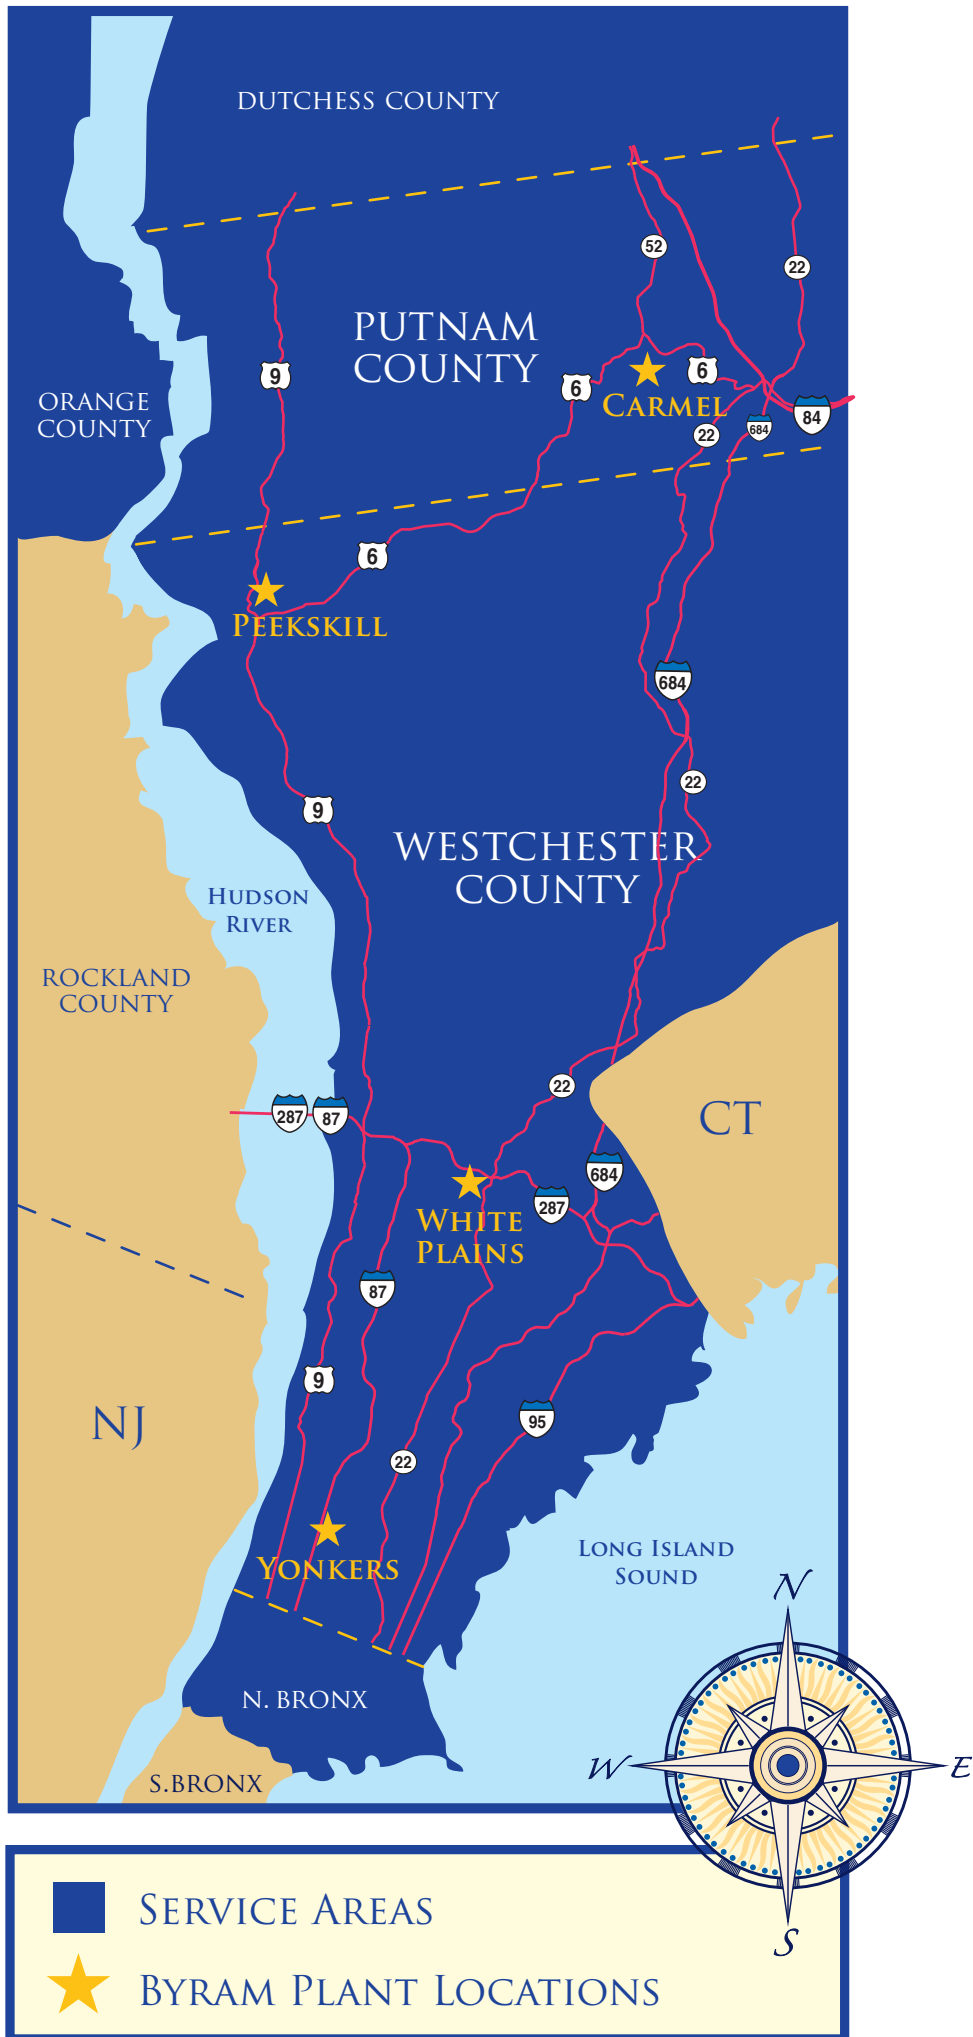 DUTCHESS COUNTY
52
22
PUTNAM
COUNTY
9
6
6
CARMEL
ORANGE
COUNTY
84
684
22
6
PEEKSKILL
684
22
9
WESTCHESTER
COUNTY
HUDSON
RIVER
ROCKLAND
COUNTY
22
287
87
CT
684
287
WHITE
PLAINS
87
9
NJ
95
22
YONKERS
LONG ISLAND
SOUND
N
N. BRONX
W
E
S.BRONX
S
SERVICE AREAS
BYRAM PLANT LOCATIONS